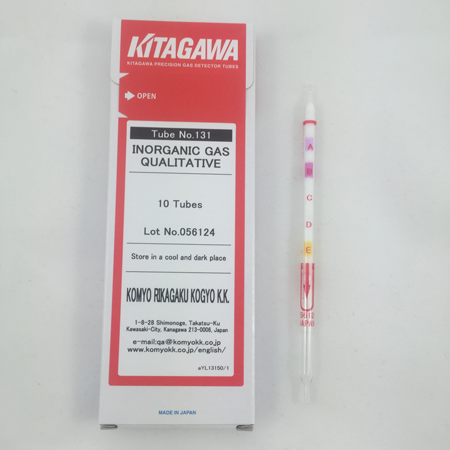 KITAGAWA
KITAGAWA PRECISION GAS DETECTOR TUBES
OPEN
Tube No.131
INORGANIC GAS
QUALITATIVE
10 Tubes
Lot No.056124
Store in a cool and dark place
KOMYO RIKAGAKU KOGYO K.K.
1-8-28 Shimonoge, Takatsu-Ku
Kawasaki-City, Kanagawa 213-0006, Japan
e-mail:qa@komyokk.co.jp
www.komyokk.co.jp/english/
MADE IN JAPAN
A
B
C
D
E
JAPAN